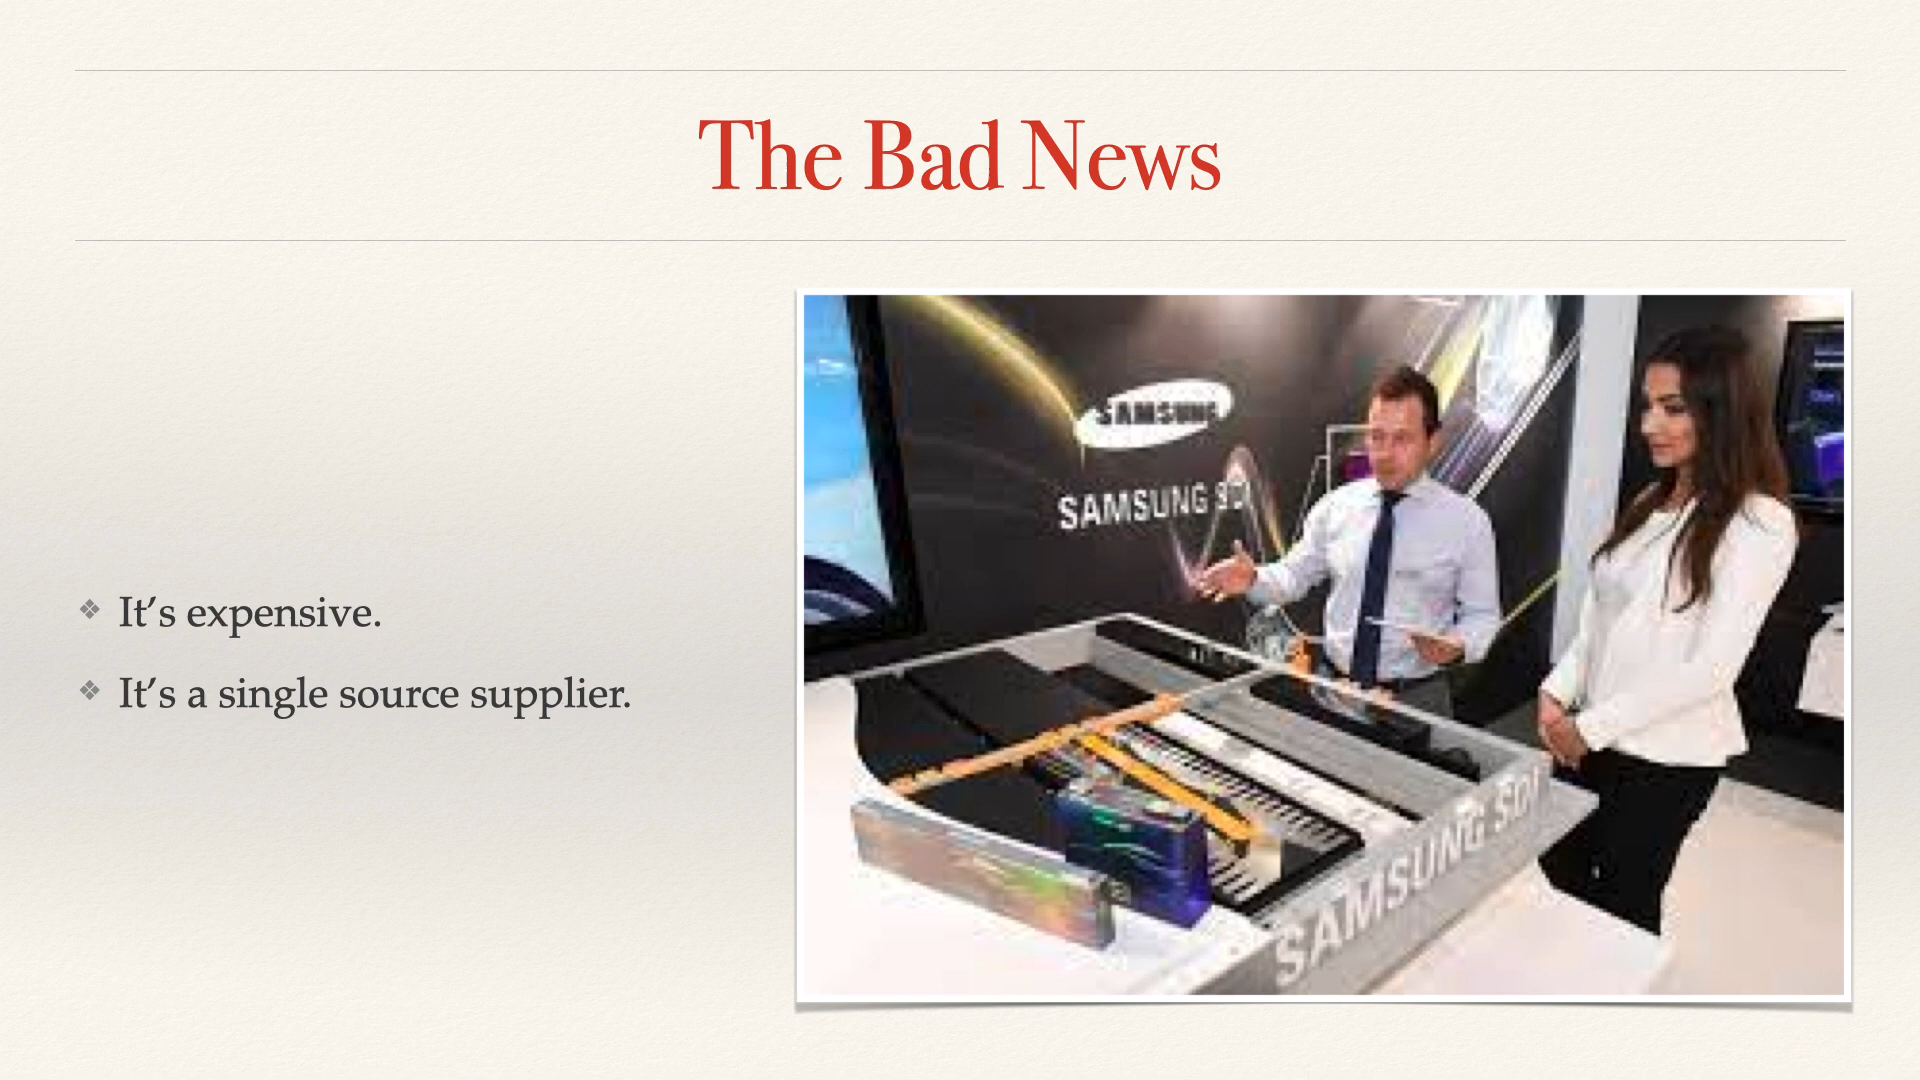 The Bad News
It’s expensive.
It’s a single source supplier.
SAMSUNG
SAMSUNG SDI
SAMSUNG SDI